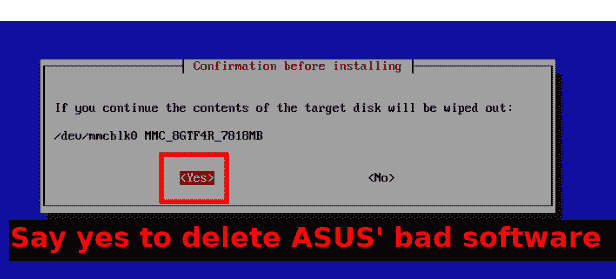 Confirmation before installing
If you continue the contents of the target disk will be wiped out:
/dev/mmcblk0 MMC_8GTF4R_7818MB
<Yes> <No>
Say yes to delete ASUS' bad software